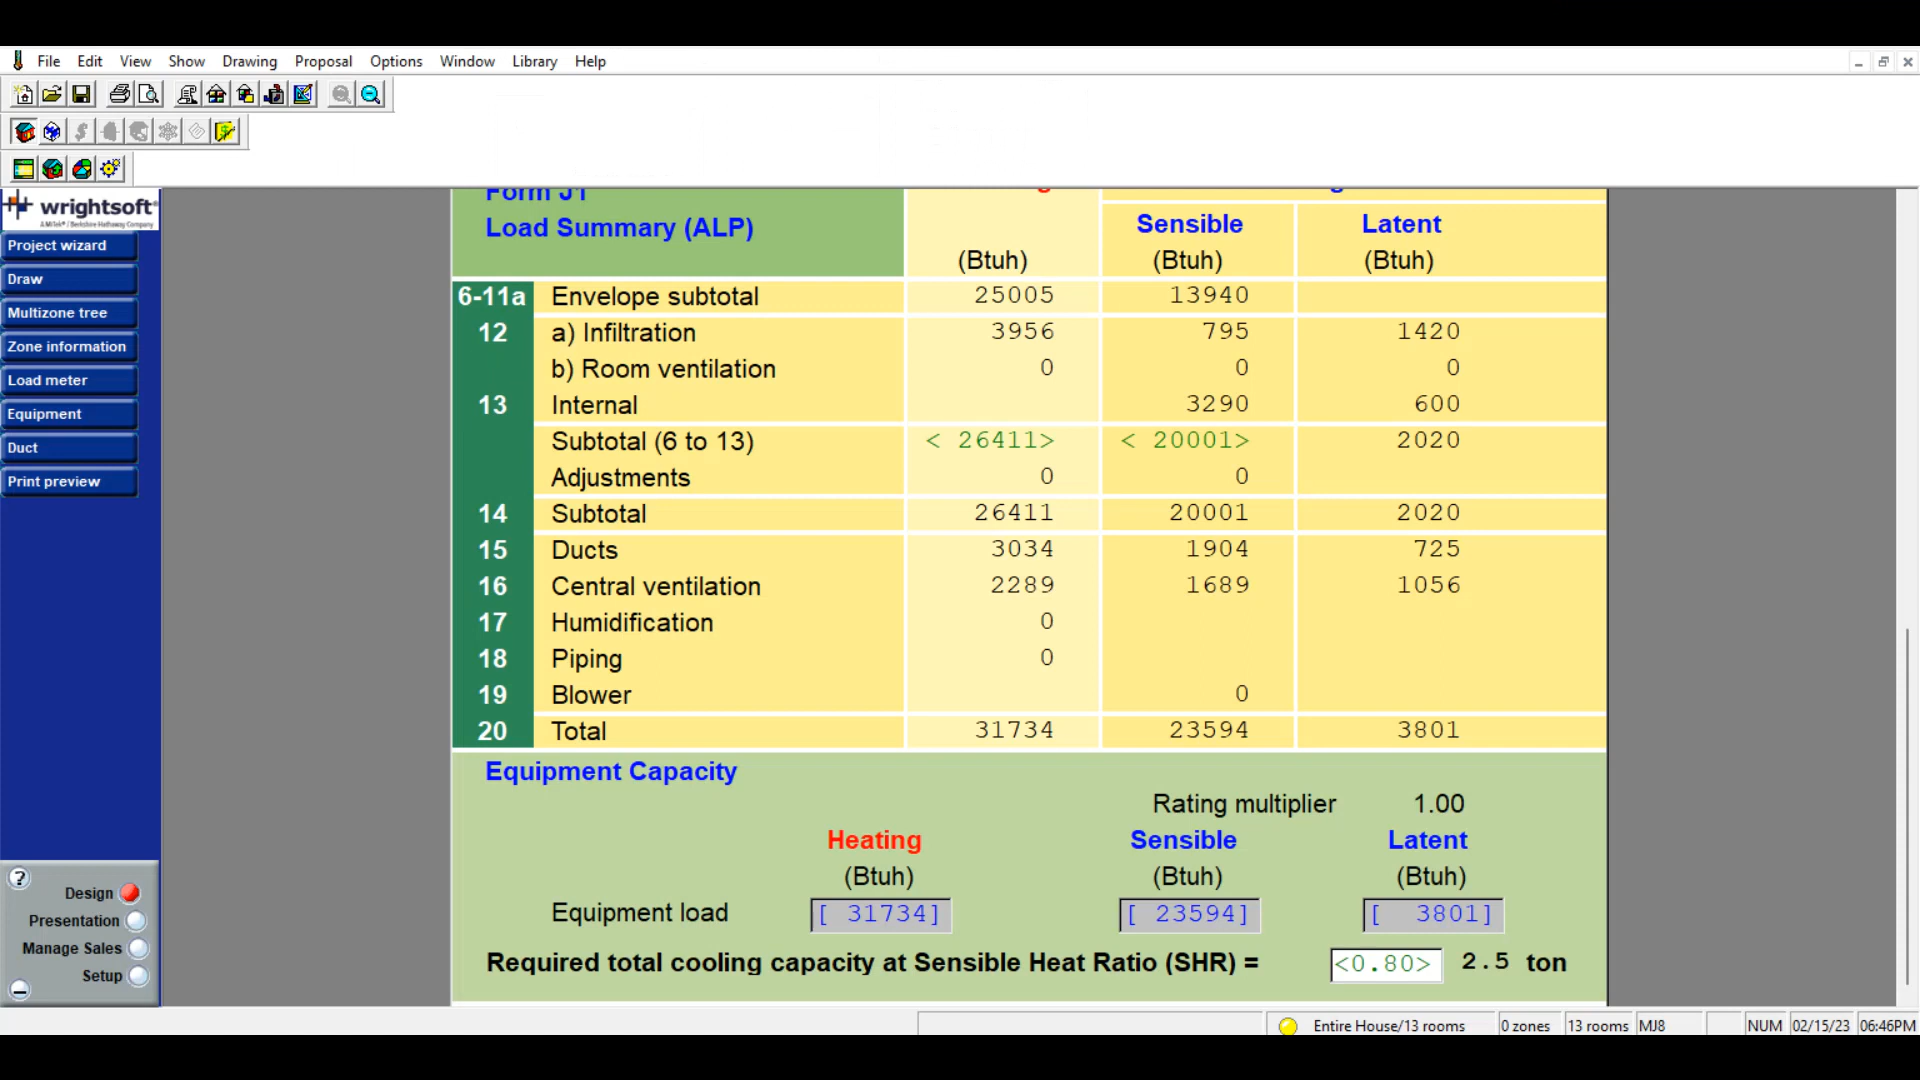 File Edit View Show Drawing Proposal Options Window Library Help
wrightsoft®
A MiTek® / Berkshire Hathaway Company
Project wizard
Draw
Multizone tree
Zone information
Load meter
Equipment
Duct
Print preview
? Design
Presentation
Manage Sales
Setup
Form J1
Load Summary (ALP)
Sensible Latent
(Btuh) (Btuh) (Btuh)
6-11a Envelope subtotal 25005 13940
12 a) Infiltration 3956 795 1420
b) Room ventilation 0 0 0
13 Internal 3290 600
Subtotal (6 to 13) < 26411> < 20001> 2020
Adjustments 0 0
14 Subtotal 26411 20001 2020
15 Ducts 3034 1904 725
16 Central ventilation 2289 1689 1056
17 Humidification 0
18 Piping 0
19 Blower 0
20 Total 31734 23594 3801
Equipment Capacity
Rating multiplier 1.00
Heating Sensible Latent
(Btuh) (Btuh) (Btuh)
Equipment load [ 31734] [ 23594] [ 3801]
Required total cooling capacity at Sensible Heat Ratio (SHR) = <0.80> 2.5 ton
Entire House/13 rooms 0 zones 13 rooms MJ8 NUM 02/15/23 06:46PM